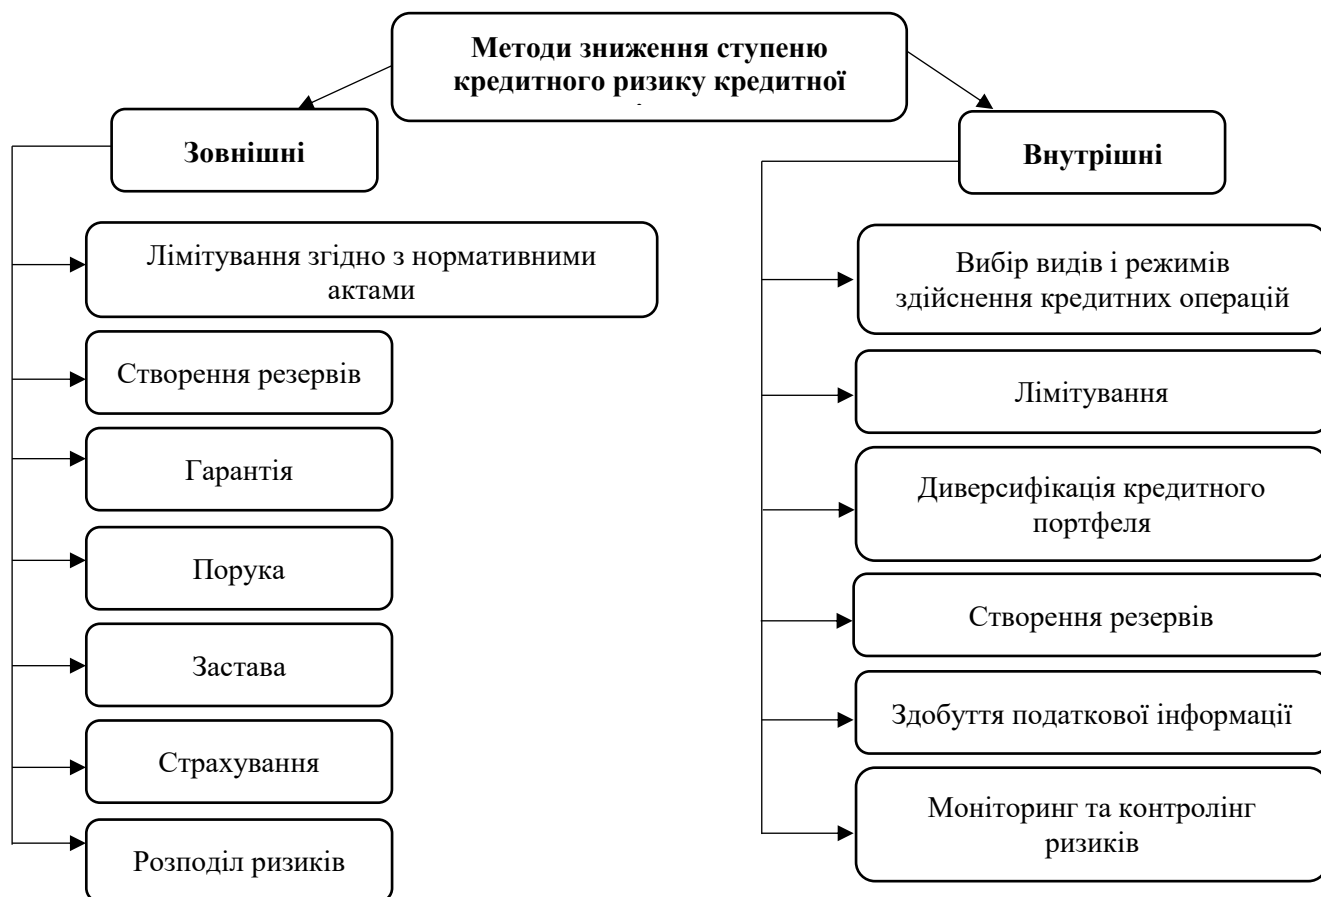 Методи зниження ступеню
кредитного ризику кредитної
Зовнішні
Внутрішні
Лімітування згідно з нормативними
актами
Створення резервів
Гарантія
Порука
Застава
Страхування
Розподіл ризиків
Вибір видів і режимів
здійснення кредитних операцій
Лімітування
Диверсифікація кредитного
портфеля
Створення резервів
Здобуття податкової інформації
Моніторинг та контролінг
ризиків